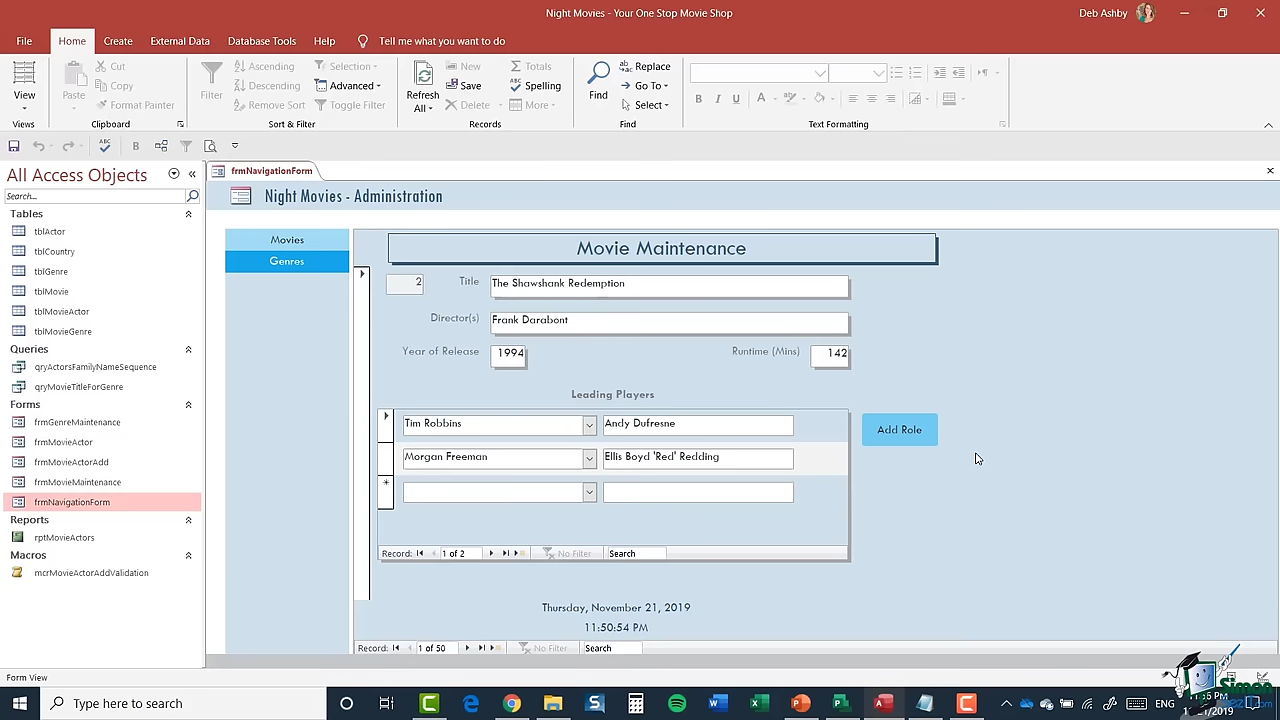 Night Movies - Your One Stop Movie Shop
Deb Ashby
File Home Create External Data Database Tools Help Tell me what you want to do
View
Views
Paste
Cut
Copy
Format Painter
Clipboard
Filter
Ascending
Descending
Remove Sort
Selection
Advanced
Toggle Filter
Sort & Filter
Refresh
All
New
Save
Delete
Totals
Spelling
More
Records
Find
Replace
Go To
Select
Find
Text Formatting
All Access Objects
Search...
Tables
tblActor
tblCountry
tblGenre
tblMovie
tblMovieActor
tblMovieGenre
Queries
qryActorsFamilyNameSequence
qryMovieTitleForGenre
Forms
frmGenreMaintenance
frmMovieActor
frmMovieActorAdd
frmMovieMaintenance
frmNavigationForm
Reports
rptMovieActors
Macros
mcrMovieActorAddValidation
frmNavigationForm
Night Movies - Administration
Movies
Genres
Movie Maintenance
2 Title The Shawshank Redemption
Director(s) Frank Darabont
Year of Release 1994 Runtime (Mins) 142
Leading Players
Tim Robbins Andy Dufresne
Add Role
Morgan Freeman Ellis Boyd 'Red' Redding
Record: 1 of 2 No Filter Search
Thursday, November 21, 2019
11:50:54 PM
Record: 1 of 50 No Filter Search
Form View
Type here to search
ENG